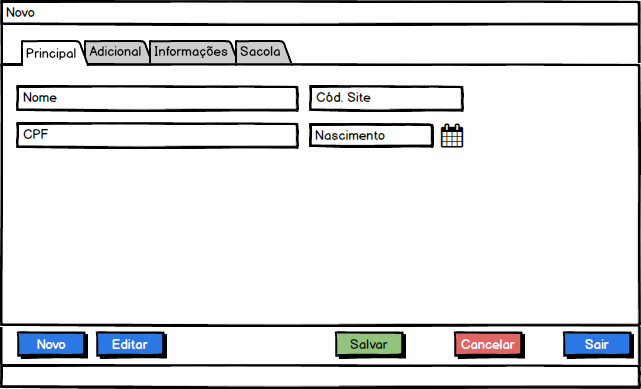 Novo
Principal Adicional Informações Sacola
Nome Cód. Site
CPF Nascimento
Novo Editar Salvar Cancelar Sair